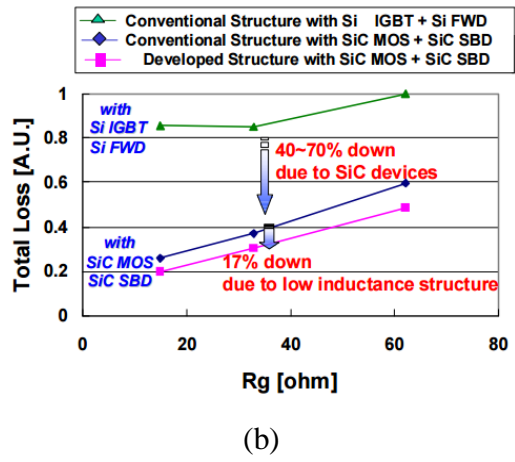 Conventional Structure with Si IGBT + Si FWD
Conventional Structure with SiC MOS + SiC SBD
Developed Structure with SiC MOS + SiC SBD
Total Loss [A.U.]
1
0.8
0.6
0.4
0.2
0
with
Si IGBT
Si FWD
40~70% down
due to SiC devices
with
SiC MOS
SiC SBD
17% down
due to low inductance structure
0 20 40 60 80
Rg [ohm]
(b)